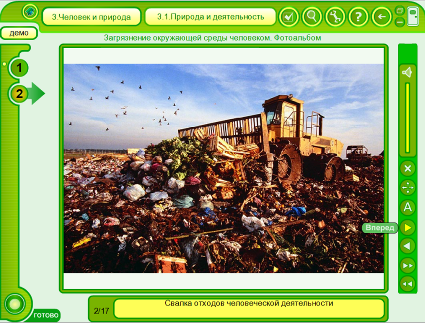 3.Человек и природа
3.1.Природа и деятельность
?
демо
Загрязнение окружающей среды человеком. Фотоальбом
1
2
A
Вперед
Свалка отходов человеческой деятельности
2/17
готово